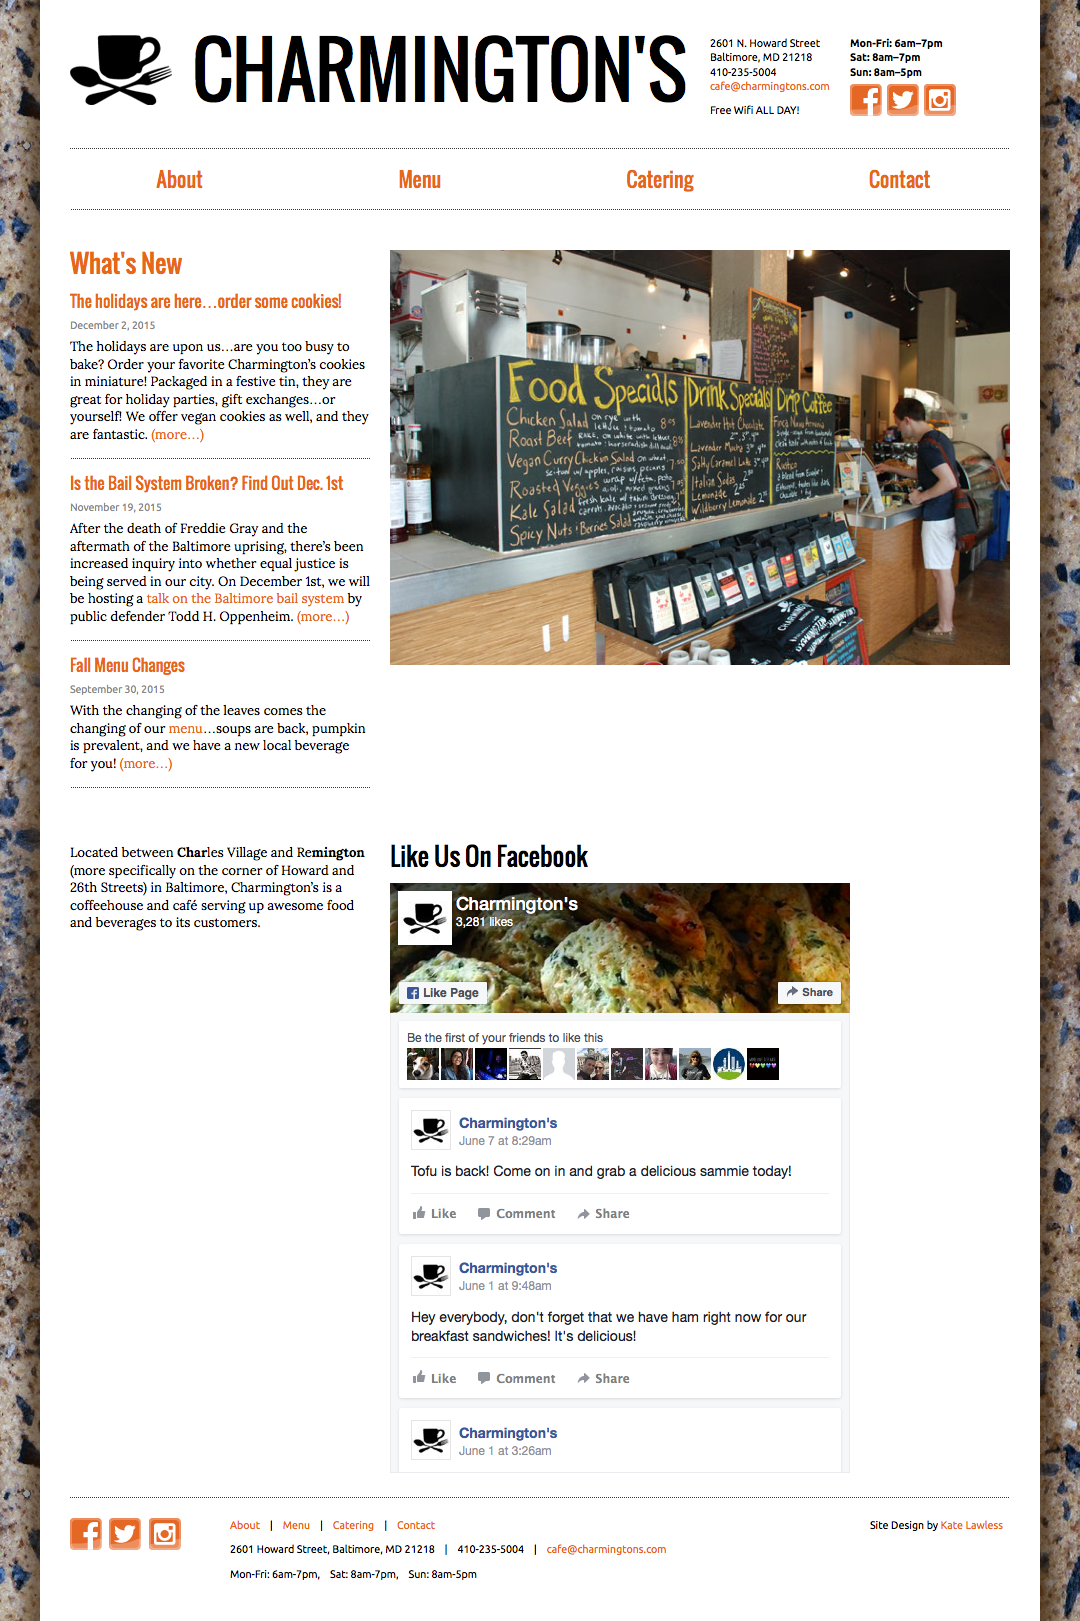 CHARMINGTON'S
2601 N. Howard Street
Baltimore, MD 21218
410-235-5004
cafe@charmingtons.com
Free Wifi ALL DAY!
Mon-Fri: 6am–7pm
Sat: 8am–7pm
Sun: 8am–5pm
About
Menu
Catering
Contact
What's New
The holidays are here…order some cookies!
December 2, 2015
The holidays are upon us…are you too busy to
bake? Order your favorite Charmington's cookies
in miniature! Packaged in a festive tin, they are
great for holiday parties, gift exchanges…or
yourself! We offer vegan cookies as well, and they
are fantastic. (more…)
Is the Bail System Broken? Find Out Dec. 1st
November 19, 2015
After the death of Freddie Gray and the
aftermath of the Baltimore uprising, there's been
increased inquiry into whether equal justice is
being served in our city. On December 1st, we will
be hosting a talk on the Baltimore bail system by
public defender Todd H. Oppenheim. (more…)
Fall Menu Changes
September 30, 2015
With the changing of the leaves comes the
changing of our menu…soups are back, pumpkin
is prevalent, and we have a new local beverage
for you! (more…)
Food Specials
Chicken Salad on rye with lettuce, tomato
Roast Beef
Vegan Curry Chickun Salad on wheat,
w/ apples, raisins, pecans
Roasted Veggies wrap w/ feta, pesto
Kale Salad
Spicy Nuts & Berries Salad
Drink Specials
Lavender Hot Chocolate
Lavender Mocha
Salty Caramel Latte
Italian Sodas
Lemonade
Wildberry Lemonade
Drip Coffee
Located between Charles Village and Remington
(more specifically on the corner of Howard and
26th Streets) in Baltimore, Charmington's is a
coffeehouse and café serving up awesome food
and beverages to its customers.
Like Us On Facebook
Charmington's
3,281 likes
Like Page
Share
Be the first of your friends to like this
Charmington's
June 7 at 8:29am
Tofu is back! Come on in and grab a delicious sammie today!
Like Comment Share
Charmington's
June 1 at 9:48am
Hey everybody, don't forget that we have ham right now for our
breakfast sandwiches! It's delicious!
Like Comment Share
Charmington's
June 1 at 3:26am
About | Menu | Catering | Contact
Site Design by Kate Lawless
2601 Howard Street, Baltimore, MD 21218 | 410-235-5004 | cafe@charmingtons.com
Mon-Fri: 6am-7pm, Sat: 8am-7pm, Sun: 8am-5pm